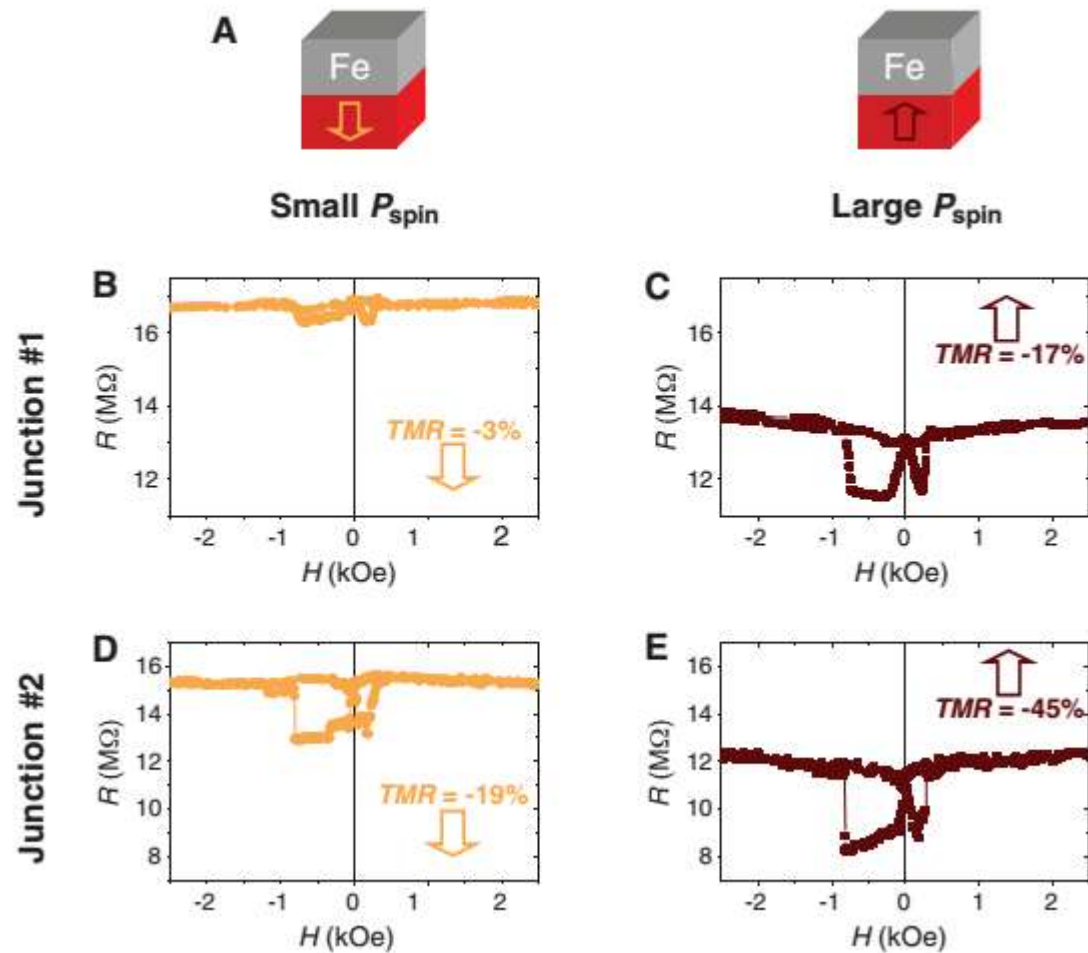 A
Fe
Fe
Small Pspin
Large Pspin
Junction #1
B
16
14
12
R (MΩ)
TMR = -3%
-2 -1 0 1 2
H (kOe)
C
16
14
12
R (MΩ)
TMR = -17%
-2 -1 0 1 2
H (kOe)
Junction #2
D
16
14
12
10
8
R (MΩ)
TMR = -19%
-2 -1 0 1 2
H (kOe)
E
16
14
12
10
8
R (MΩ)
TMR = -45%
-2 -1 0 1 2
H (kOe)